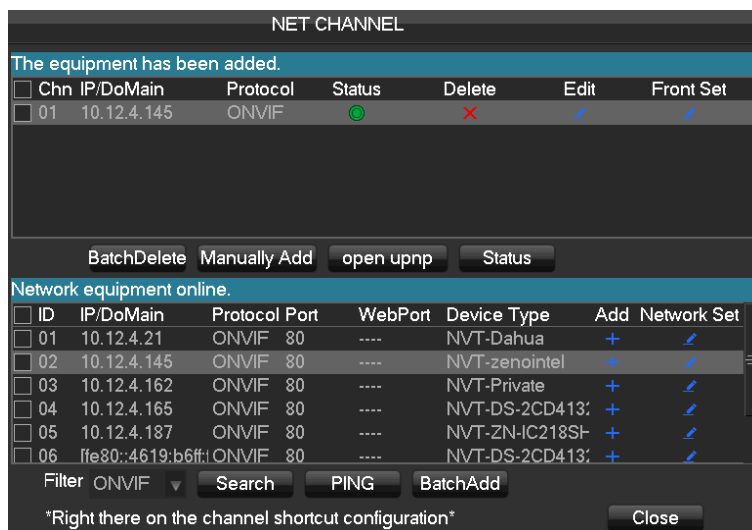 NET CHANNEL
The equipment has been added.
Chn IP/DoMain Protocol Status Delete Edit Front Set
01 10.12.4.145 ONVIF
BatchDelete Manually Add open upnp Status
Network equipment online.
ID IP/DoMain Protocol Port WebPort Device Type Add Network Set
01 10.12.4.21 ONVIF 80 ---- NVT-Dahua +
02 10.12.4.145 ONVIF 80 ---- NVT-zenointel +
03 10.12.4.162 ONVIF 80 ---- NVT-Private +
04 10.12.4.165 ONVIF 80 ---- NVT-DS-2CD4132 +
05 10.12.4.187 ONVIF 80 ---- NVT-ZN-IC218SH +
06 [fe80::4619:b6ff:f ONVIF 80 ---- NVT-DS-2CD4132 +
Filter ONVIF Search PING BatchAdd
*Right there on the channel shortcut configuration* Close